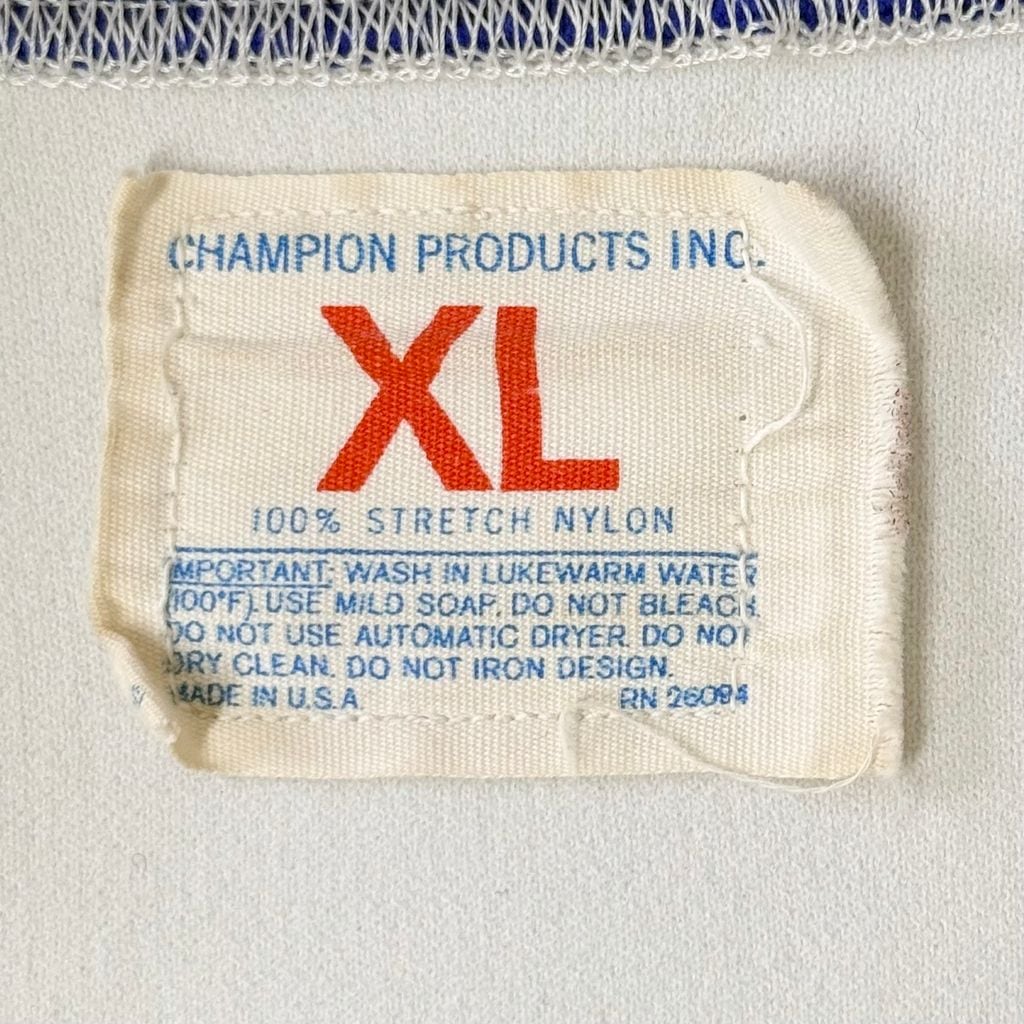 CHAMPION PRODUCTS INC.
XL
100% STRETCH NYLON
IMPORTANT: WASH IN LUKEWARM WATER
(100°F). USE MILD SOAP. DO NOT BLEACH.
DO NOT USE AUTOMATIC DRYER. DO NOT
DRY CLEAN. DO NOT IRON DESIGN.
MADE IN U.S.A RN 26094